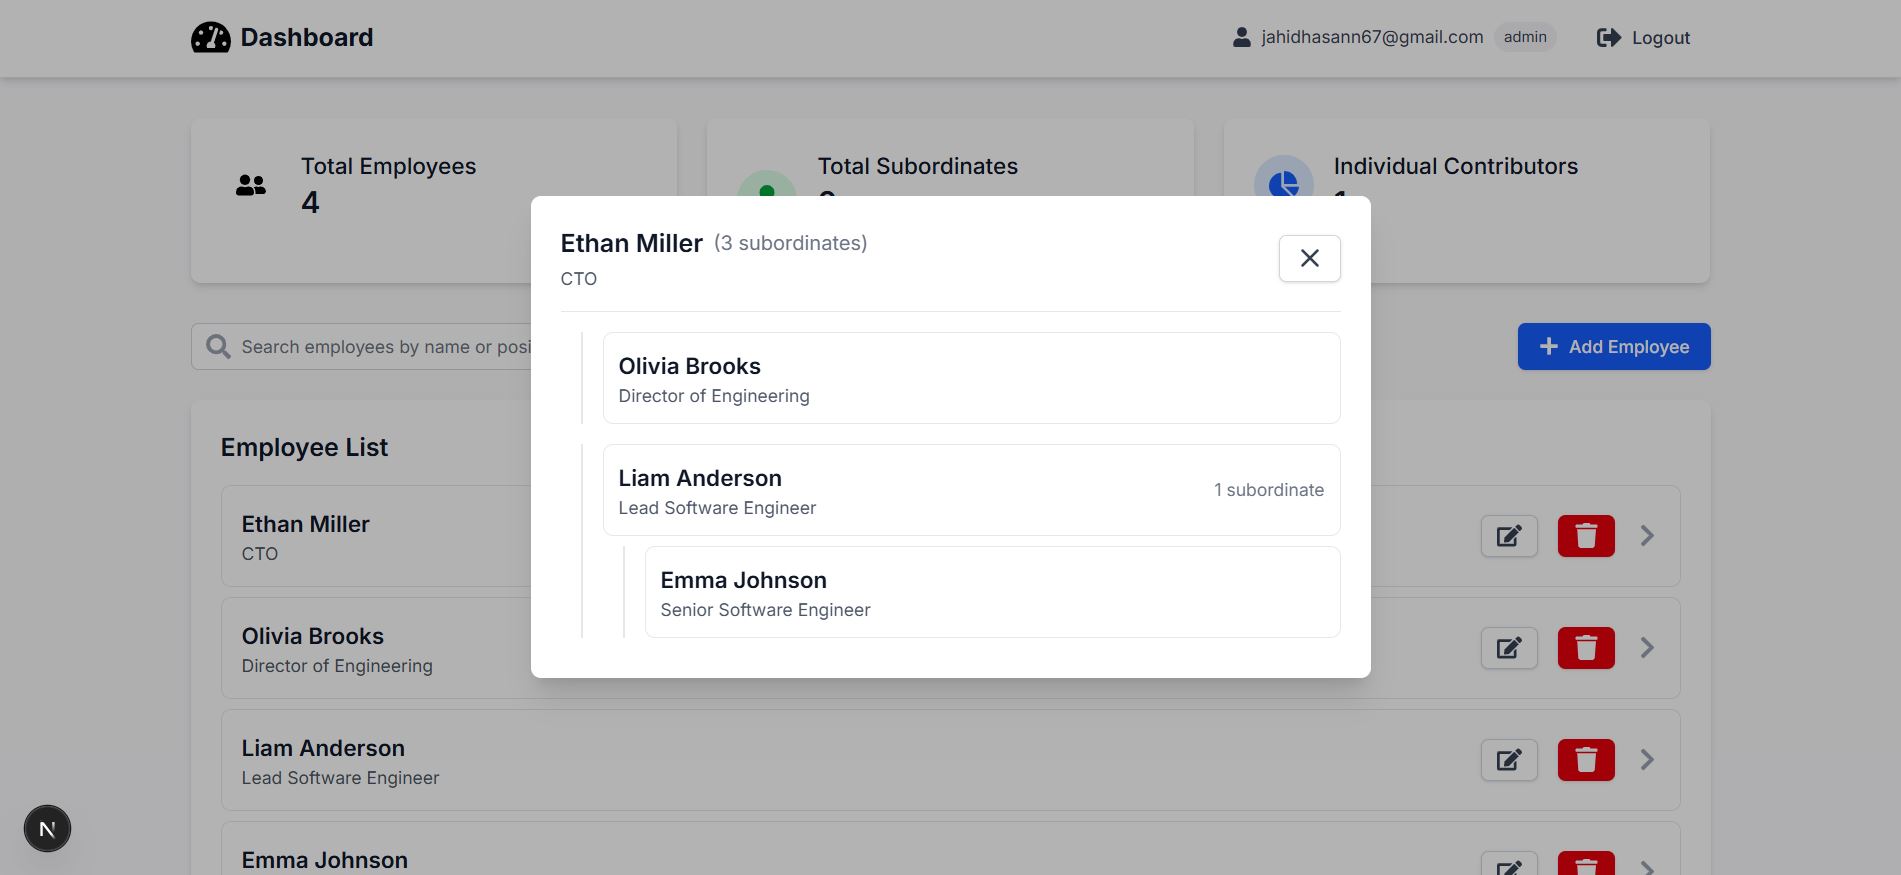 Dashboard
jahidhasann67@gmail.com admin Logout
Total Employees
4
Total Subordinates
Individual Contributors
Ethan Miller (3 subordinates)
CTO
Olivia Brooks
Director of Engineering
Liam Anderson
Lead Software Engineer
1 subordinate
Emma Johnson
Senior Software Engineer
Search employees by name or posi
Add Employee
Employee List
Ethan Miller
CTO
Olivia Brooks
Director of Engineering
Liam Anderson
Lead Software Engineer
Emma Johnson
N